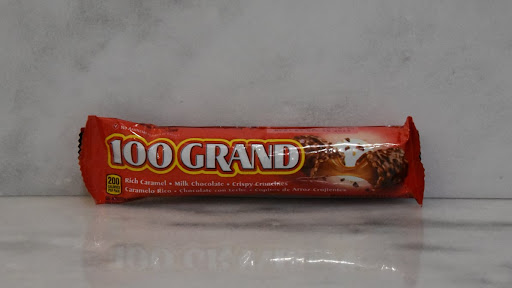 100 GRAND
Rich Caramel • Milk Chocolate • Crispy Crunchies
200
Caramelo Rico • Chocolate con Leche •